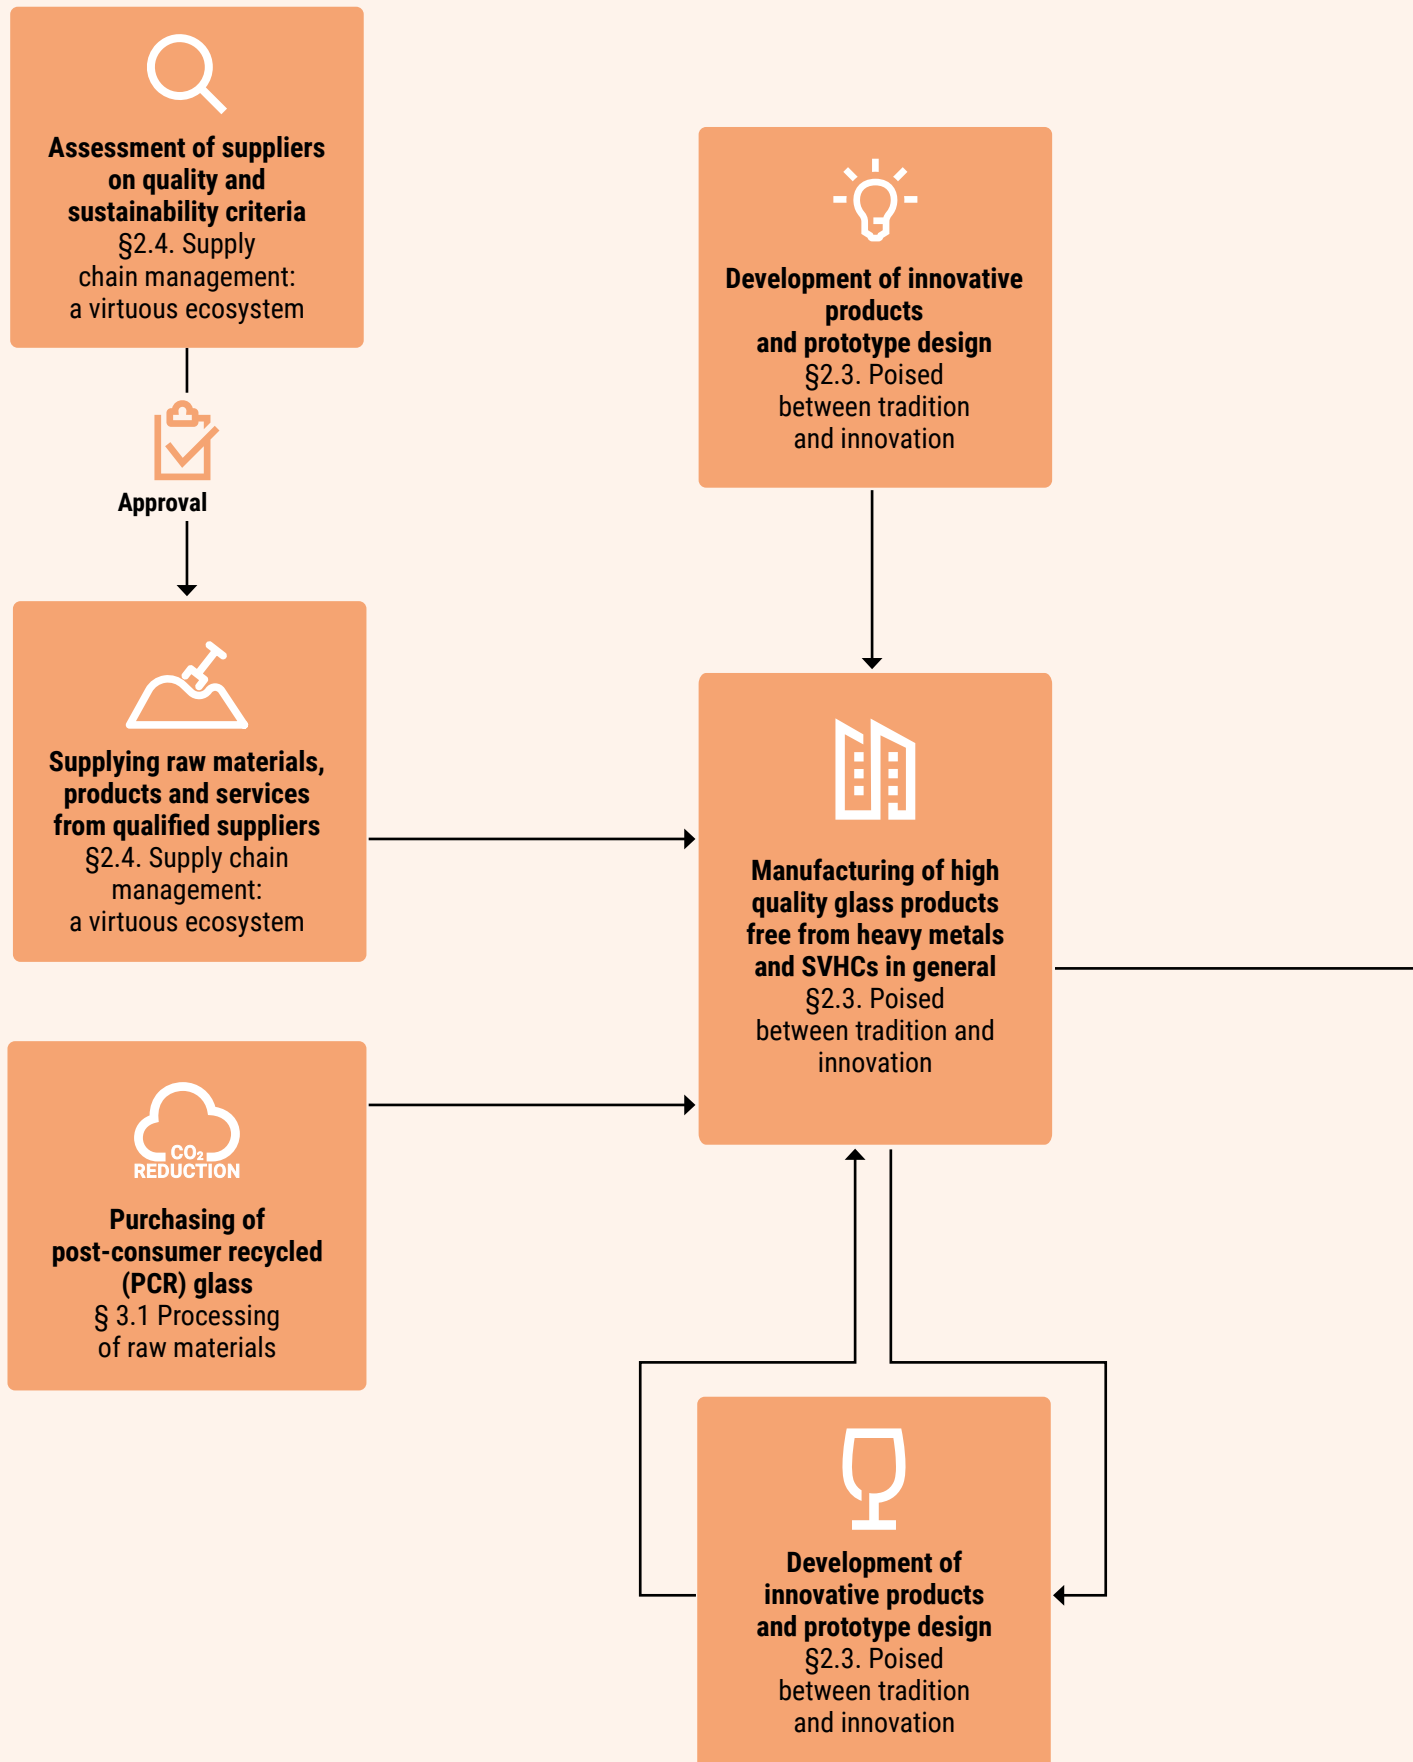 Assessment of suppliers
on quality and
sustainability criteria
§2.4. Supply
chain management:
a virtuous ecosystem
Approval
Supplying raw materials,
products and services
from qualified suppliers
§2.4. Supply chain
management:
a virtuous ecosystem
CO₂
REDUCTION
Purchasing of
post-consumer recycled
(PCR) glass
§ 3.1 Processing
of raw materials
Development of innovative
products
and prototype design
§2.3. Poised
between tradition
and innovation
Manufacturing of high
quality glass products
free from heavy metals
and SVHCs in general
§2.3. Poised
between tradition and
innovation
Development of
innovative products
and prototype design
§2.3. Poised
between tradition
and innovation